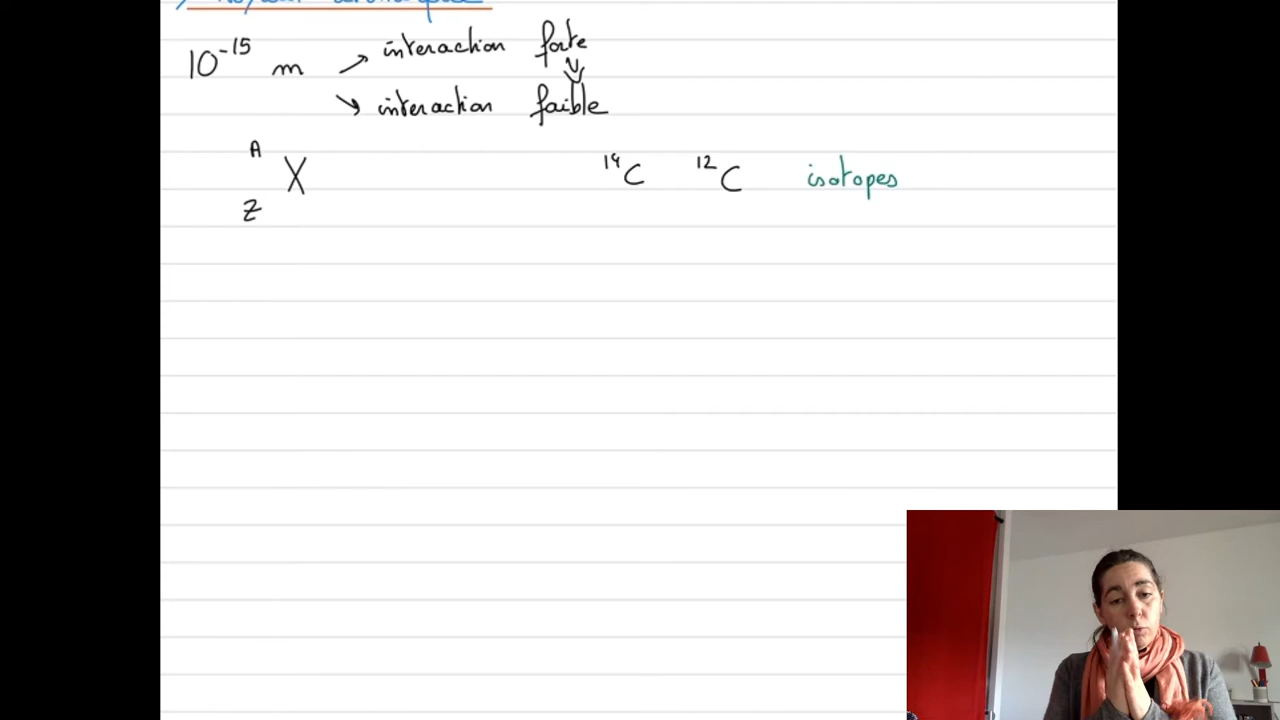 10⁻¹⁵ m ↗ interaction forte
↘ interaction faible
A
X ¹⁴C ¹²C isotopes
Z